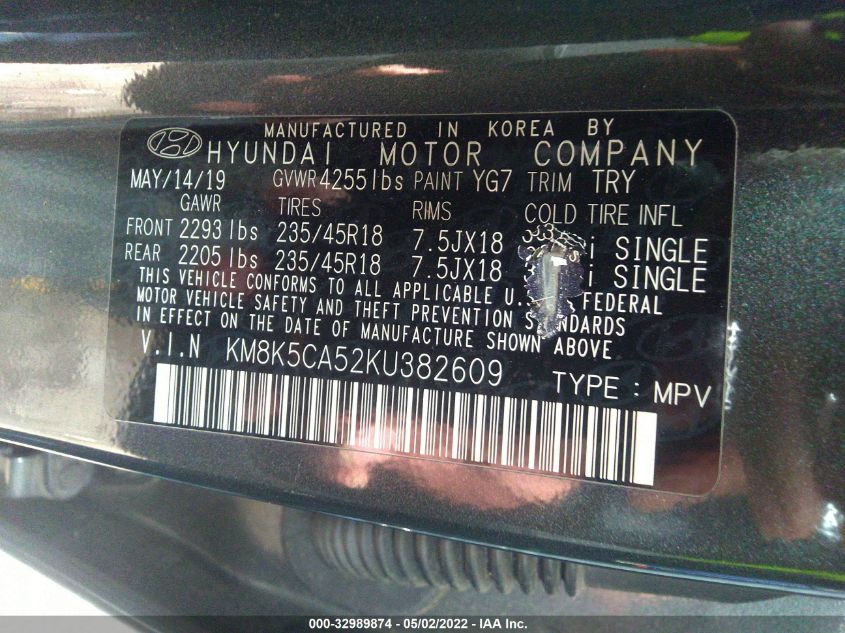 MANUFACTURED IN KOREA BY
HYUNDAI MOTOR COMPANY
MAY/14/19 GVWR 4255 lbs PAINT YG7 TRIM TRY
GAWR TIRES RIMS COLD TIRE INFL
FRONT 2293 lbs 235/45R18 7.5JX18 SINGLE
REAR 2205 lbs 235/45R18 7.5JX18 SINGLE
THIS VEHICLE CONFORMS TO ALL APPLICABLE FEDERAL
MOTOR VEHICLE SAFETY AND THEFT PREVENTION STANDARDS
IN EFFECT ON THE DATE OF MANUFACTURE SHOWN ABOVE.
V.I.N KM8K5CA52KU382609 TYPE : MPV
000-32989874 - 05/02/2022 - IAA Inc.